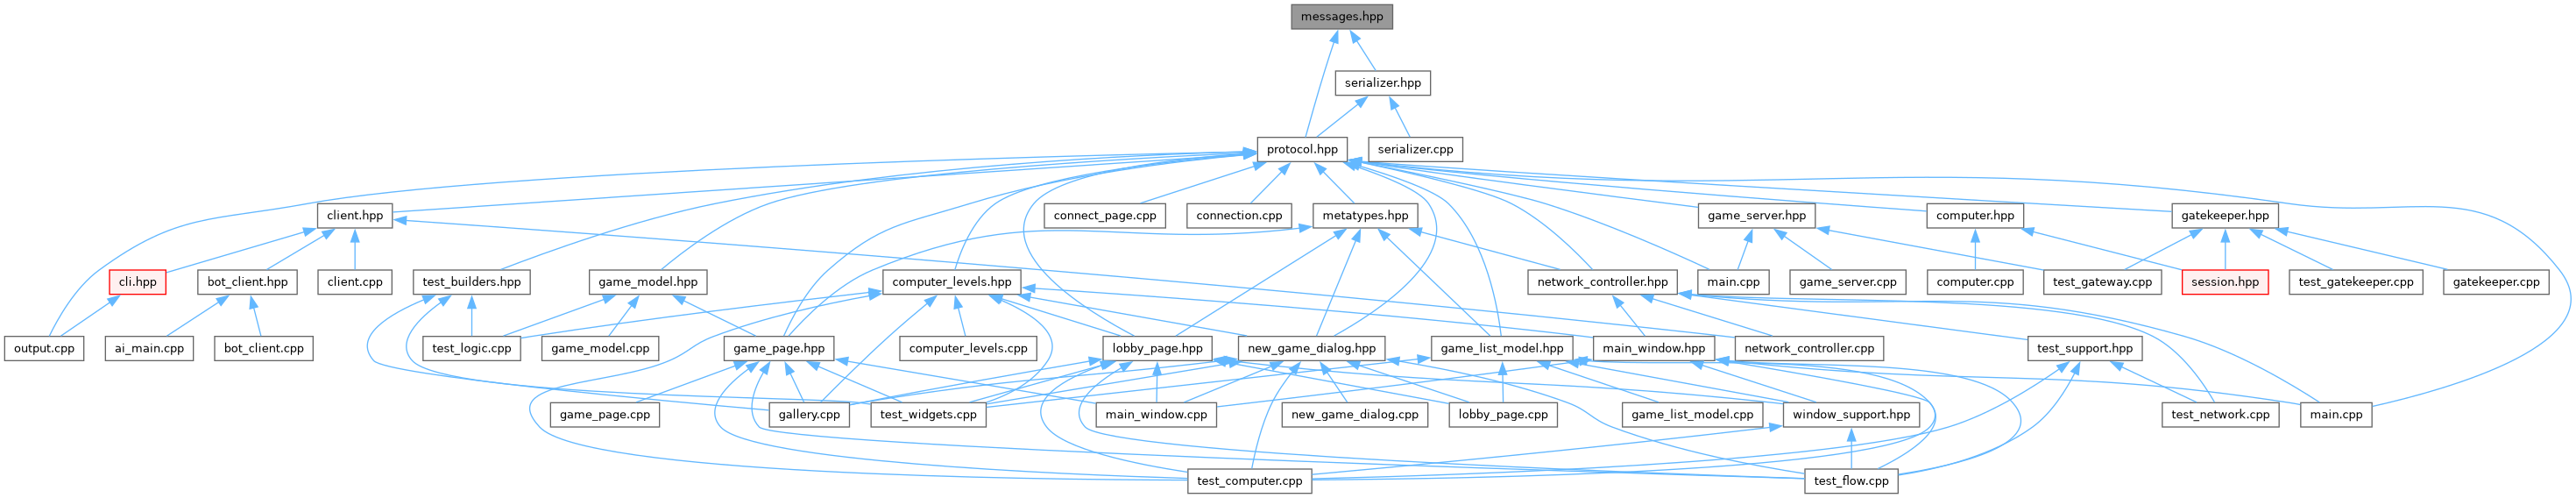 messages.hpp
serializer.hpp
protocol.hpp
serializer.cpp
client.hpp
connect_page.cpp
connection.cpp
metatypes.hpp
game_server.hpp
computer.hpp
gatekeeper.hpp
cli.hpp
bot_client.hpp
client.cpp
test_builders.hpp
game_model.hpp
computer_levels.hpp
network_controller.hpp
main.cpp
game_server.cpp
computer.cpp
test_gateway.cpp
session.hpp
test_gatekeeper.cpp
gatekeeper.cpp
output.cpp
ai_main.cpp
bot_client.cpp
test_logic.cpp
game_model.cpp
game_page.hpp
computer_levels.cpp
lobby_page.hpp
new_game_dialog.hpp
game_list_model.hpp
main_window.hpp
network_controller.cpp
test_support.hpp
game_page.cpp
gallery.cpp
test_widgets.cpp
main_window.cpp
new_game_dialog.cpp
lobby_page.cpp
game_list_model.cpp
window_support.hpp
test_network.cpp
main.cpp
test_computer.cpp
test_flow.cpp